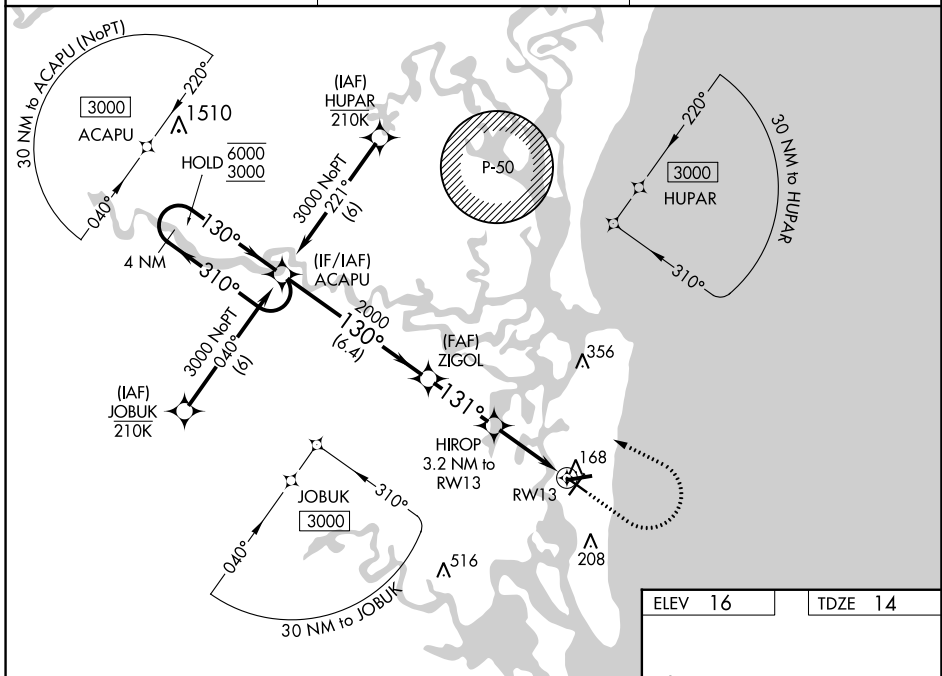 30 NM to ACAPU (NoPT)
220°
3000
ACAPU
1510
040°
HOLD
6000
3000
(IAF)
HUPAR
210K
3000 NoPT
221°
(6)
P-50
220°
3000
HUPAR
310°
30 NM to HUPAR
130°
4 NM
310°
(IF/IAF)
ACAPU
2000
130°
(6.4)
3000 NoPT
040°
(6)
(IAF)
JOBUK
210K
(FAF)
ZIGOL
131°
356
HIROP
3.2 NM to
RW13
168
RW13
JOBUK
3000
310°
040°
30 NM to JOBUK
516
208
ELEV 16
TDZE 14